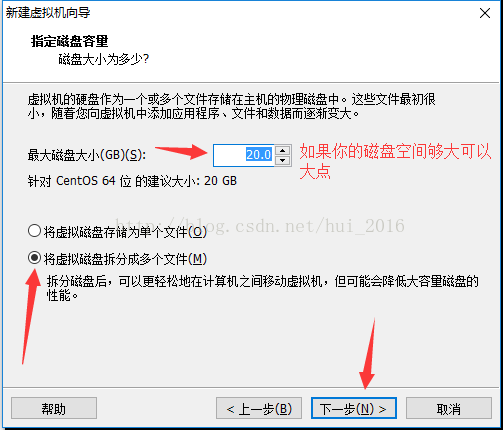 新建虚拟机向导
指定磁盘容量
磁盘大小为多少?
虚拟机的硬盘作为一个或多个文件存储在主机的物理磁盘中。这些文件最初很
小，随着您向虚拟机中添加应用程序、文件和数据而逐渐变大。
最大磁盘大小(GB)(S): 20.0 如果你的磁盘空间够大可以
大点
针对 CentOS 64 位 的建议大小: 20 GB
http://blog.csdn.net/hui_2016
将虚拟磁盘存储为单个文件(O)
将虚拟磁盘拆分成多个文件(M)
拆分磁盘后，可以更轻松地在计算机之间移动虚拟机，但可能会降低大容量磁盘的
性能。
帮助 < 上一步(B) 下一步(N) > 取消